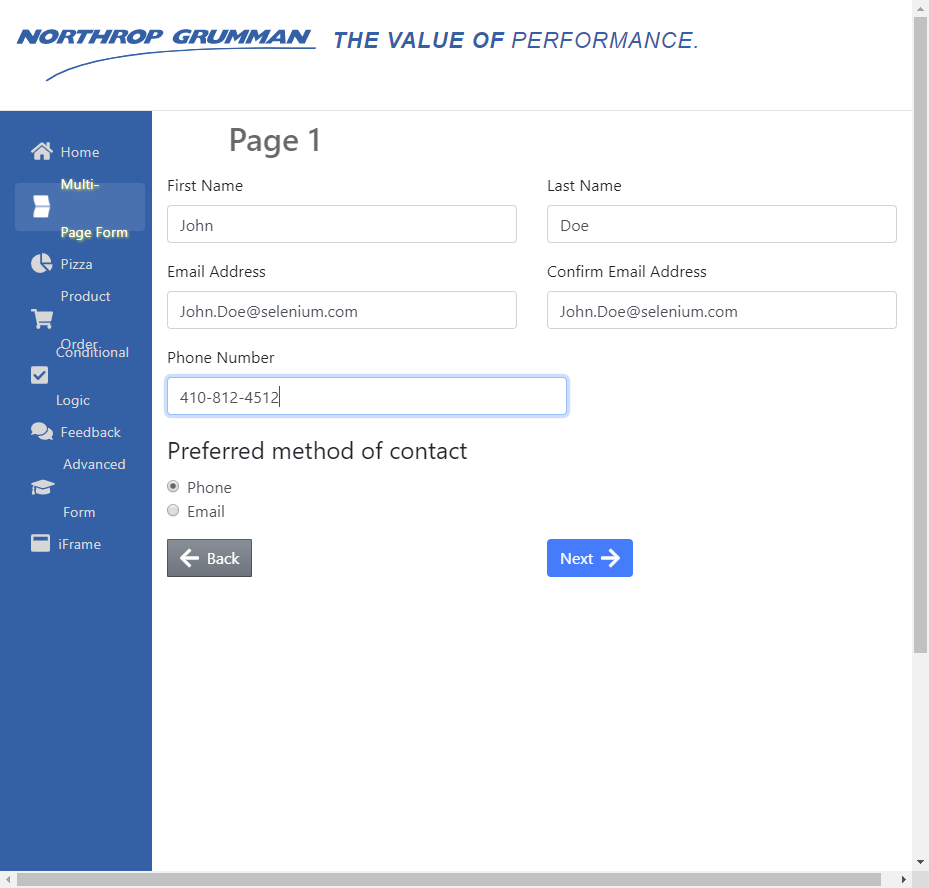 NORTHROP GRUMMAN THE VALUE OF PERFORMANCE.
Home
Multi-
Page Form
Pizza
Product
Order
Conditional
Logic
Feedback
Advanced
Form
iFrame
Page 1
First Name Last Name
John Doe
Email Address Confirm Email Address
John.Doe@selenium.com John.Doe@selenium.com
Phone Number
410-812-4512
Preferred method of contact
Phone
Email
Back Next